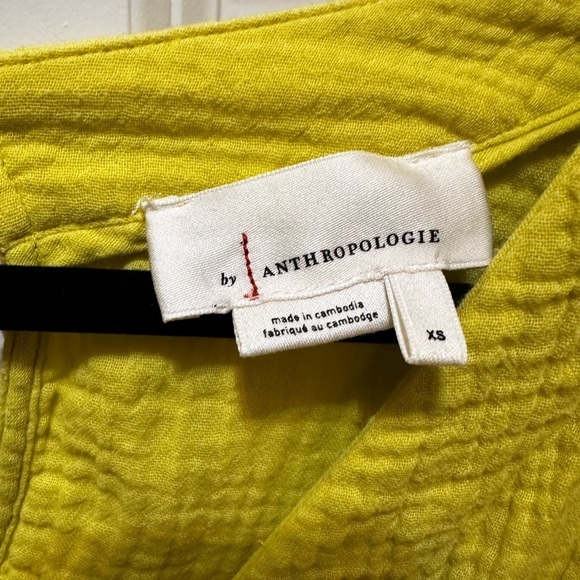 by ANTHROPOLOGIE
made in cambodia
fabriqué au cambodge
XS